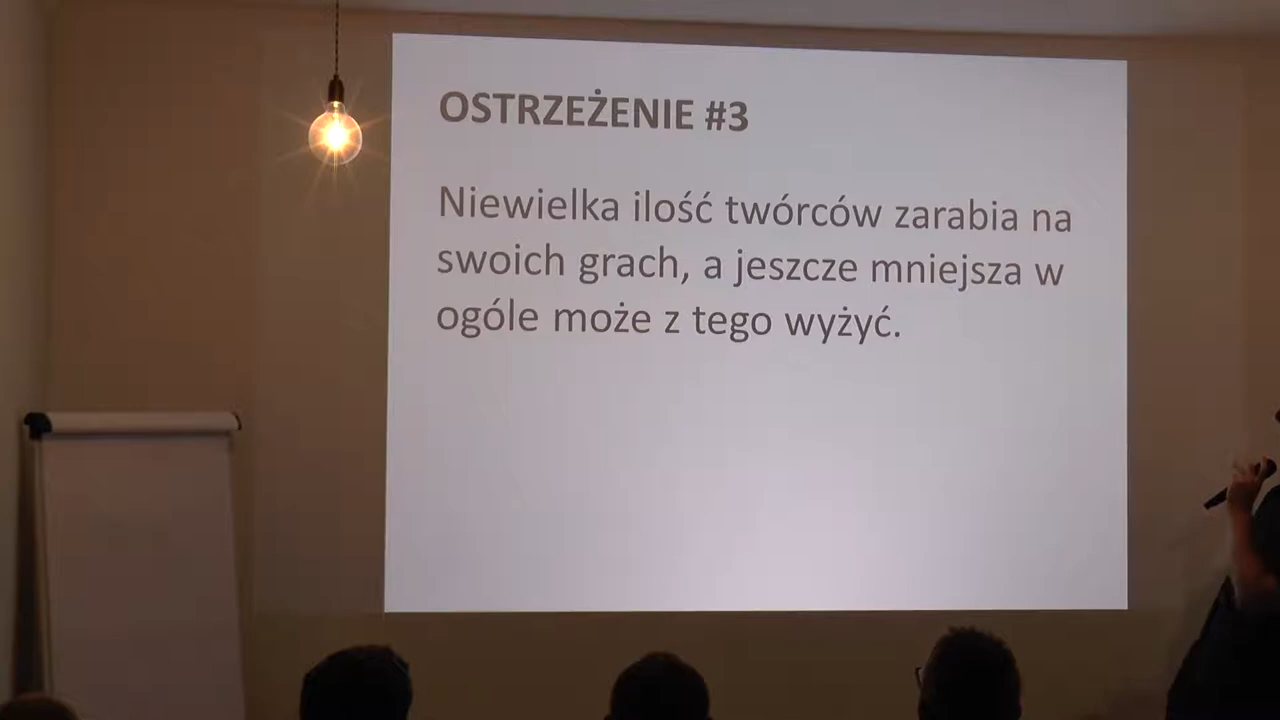 OSTRZEŻENIE #3
Niewielka ilość twórców zarabia na
swoich grach, a jeszcze mniejsza w
ogóle może z tego wyżyć.